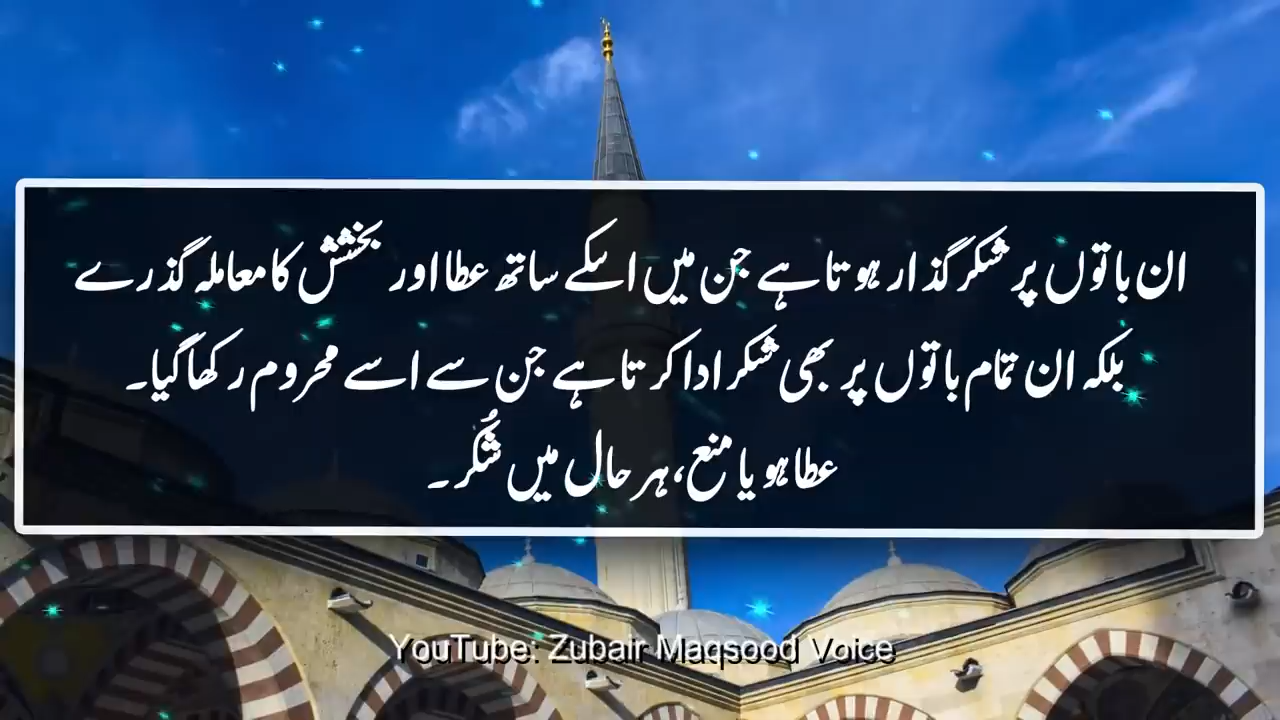 ان باتوں پر شکر گذار ہوتا ہے جن میں اسکے ساتھ عطا اور بخشش کا معاملہ گذرے
بلکہ ان تمام باتوں پر بھی شکر ادا کرتا ہے جن سے اسے محروم رکھا گیا۔
عطا ہو یا منع، ہر حال میں شُکر۔
YouTube: Zubair Maqsood Voice